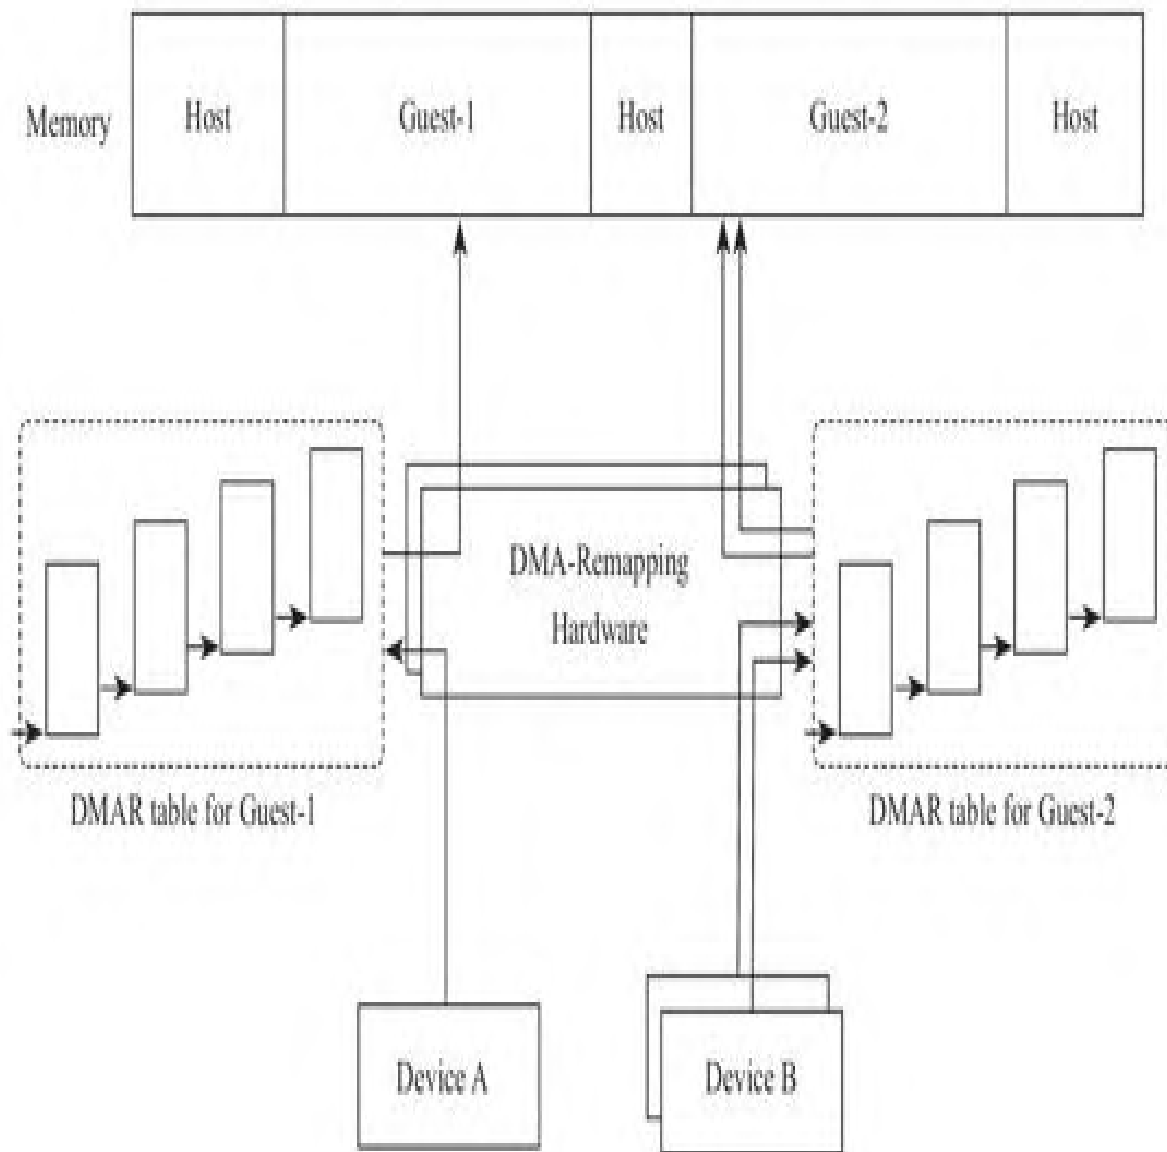 Memory
Host
Guest-1
Host
Guest-2
Host
DMA-Remapping
Hardware
DMAR table for Guest-1
DMAR table for Guest-2
Device A
Device B